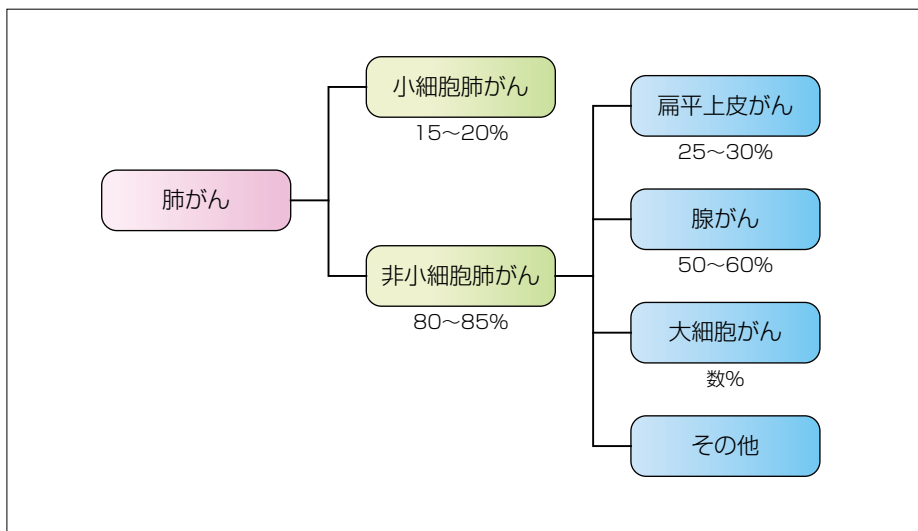 肺がん
小細胞肺がん
15～20%
非小細胞肺がん
80～85%
扁平上皮がん
25～30%
腺がん
50～60%
大細胞がん
数%
その他